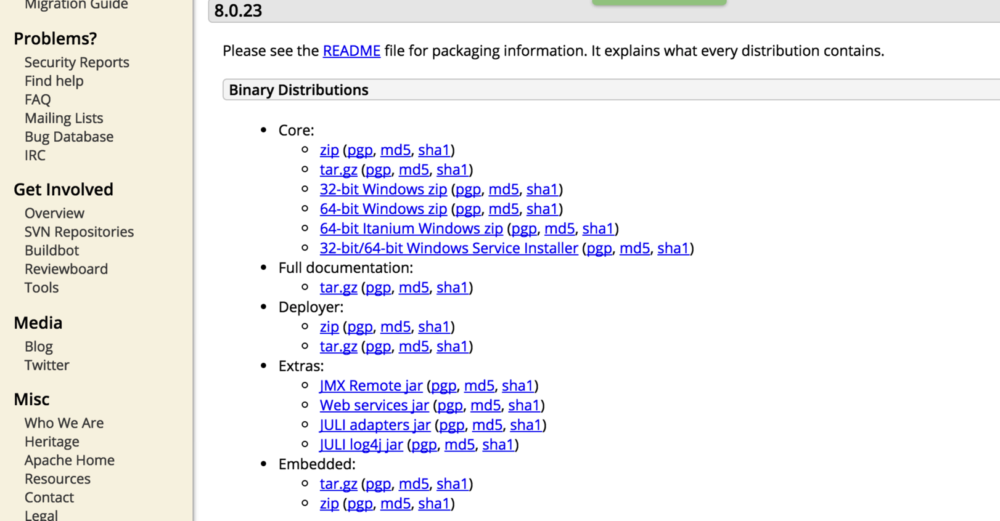 Migration Guide
Problems?
Security Reports
Find help
FAQ
Mailing Lists
Bug Database
IRC
Get Involved
Overview
SVN Repositories
Buildbot
Reviewboard
Tools
Media
Blog
Twitter
Misc
Who We Are
Heritage
Apache Home
Resources
Contact
Legal
8.0.23
Please see the README file for packaging information. It explains what every distribution contains.
Binary Distributions
• Core:
◦ zip (pgp, md5, sha1)
◦ tar.gz (pgp, md5, sha1)
◦ 32-bit Windows zip (pgp, md5, sha1)
◦ 64-bit Windows zip (pgp, md5, sha1)
◦ 64-bit Itanium Windows zip (pgp, md5, sha1)
◦ 32-bit/64-bit Windows Service Installer (pgp, md5, sha1)
• Full documentation:
◦ tar.gz (pgp, md5, sha1)
• Deployer:
◦ zip (pgp, md5, sha1)
◦ tar.gz (pgp, md5, sha1)
• Extras:
◦ JMX Remote jar (pgp, md5, sha1)
◦ Web services jar (pgp, md5, sha1)
◦ JULI adapters jar (pgp, md5, sha1)
◦ JULI log4j jar (pgp, md5, sha1)
• Embedded:
◦ tar.gz (pgp, md5, sha1)
◦ zip (pgp, md5, sha1)